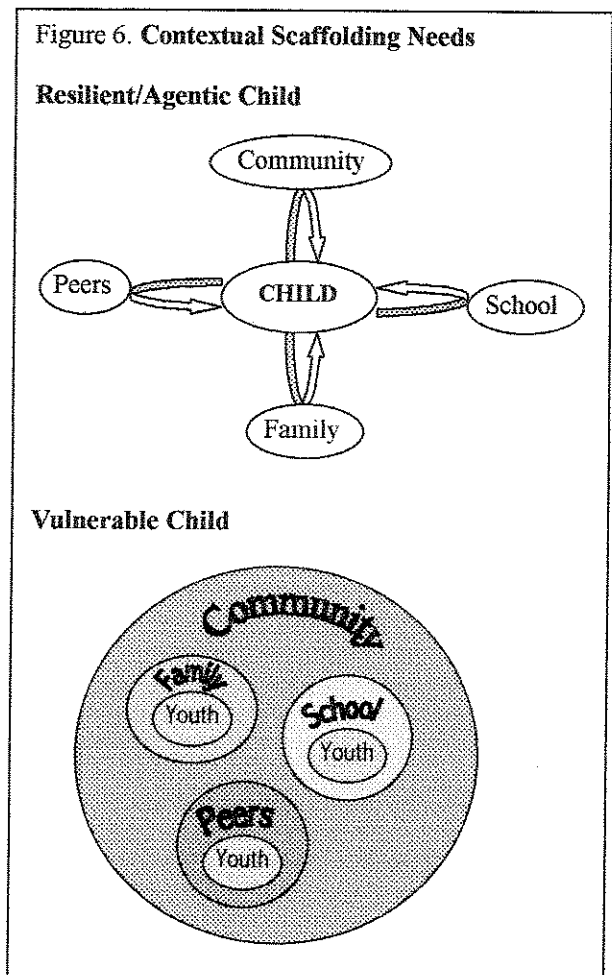 Figure 6. Contextual Scaffolding Needs
Resilient/Agentic Child
Community
Peers
CHILD
School
Family
Vulnerable Child
Community
Family
Youth
School
Youth
Peers
Youth